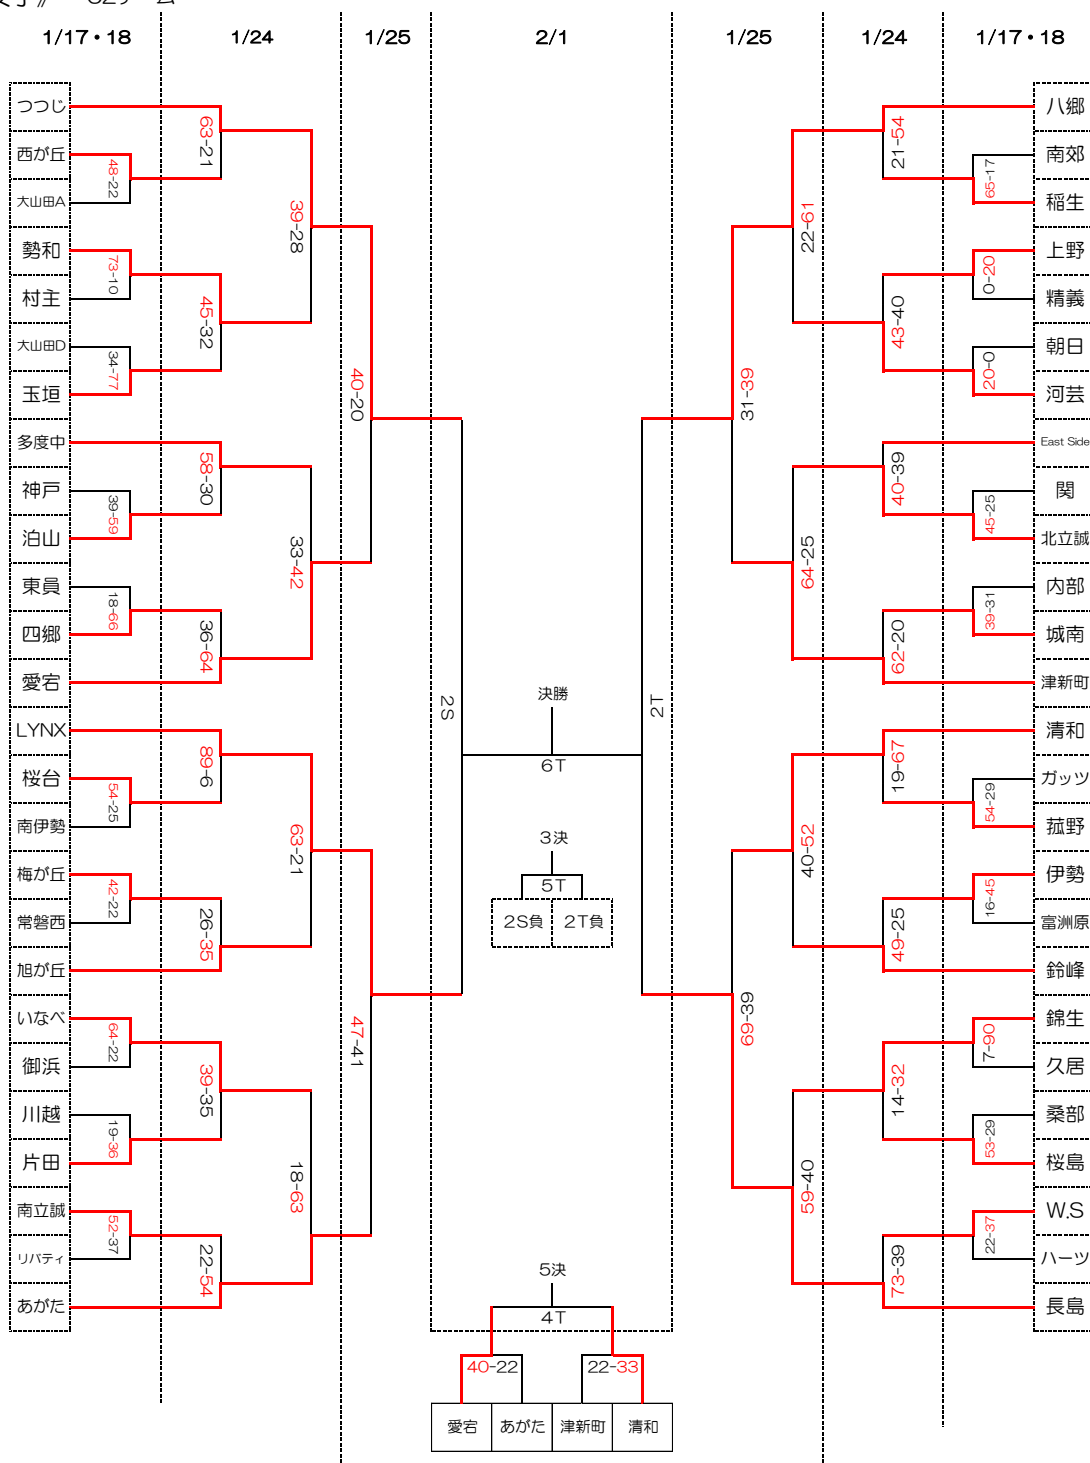 1/17・18 1/24 1/25 2/1 1/25 1/24 1/17・18
つつじ
西が丘
大山田A
勢和
村主
大山田D
玉垣
多度中
神戸
泊山
東員
四郷
愛宕
LYNX
桜台
南伊勢
梅が丘
常磐西
旭が丘
いなべ
御浜
川越
片田
南立誠
リバティ
あがた
48-22
73-10
34-77
39-59
18-66
54-25
42-22
64-22
19-36
52-37
63-21
45-32
58-30
36-64
89-6
26-35
39-35
22-54
39-28
33-42
63-21
18-63
40-20
47-41
2S
決勝
6T
3決
5T
2S負 2T負
5決
4T
40-22 22-33
愛宕 あがた 津新町 清和
2T
31-39
69-39
22-61
64-25
40-52
59-40
21-54
43-40
40-39
62-20
19-67
49-25
14-32
73-39
65-17
0-20
20-0
45-25
39-31
54-29
16-45
7-90
53-29
22-37
八郷
南郊
稲生
上野
精義
朝日
河芸
East Side
関
北立誠
内部
城南
津新町
清和
ガッツ
菰野
伊勢
富洲原
鈴峰
錦生
久居
桑部
桜島
W.S
ハーツ
長島